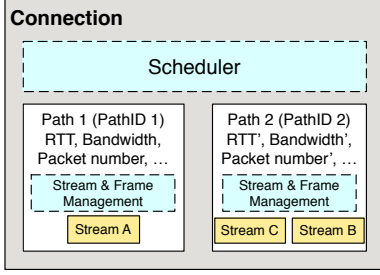 Connection
Scheduler
Path 1 (PathID 1)
RTT, Bandwidth,
Packet number, …
Stream & Frame
Management
Stream A
Path 2 (PathID 2)
RTT', Bandwidth',
Packet number', …
Stream & Frame
Management
Stream C
Stream B